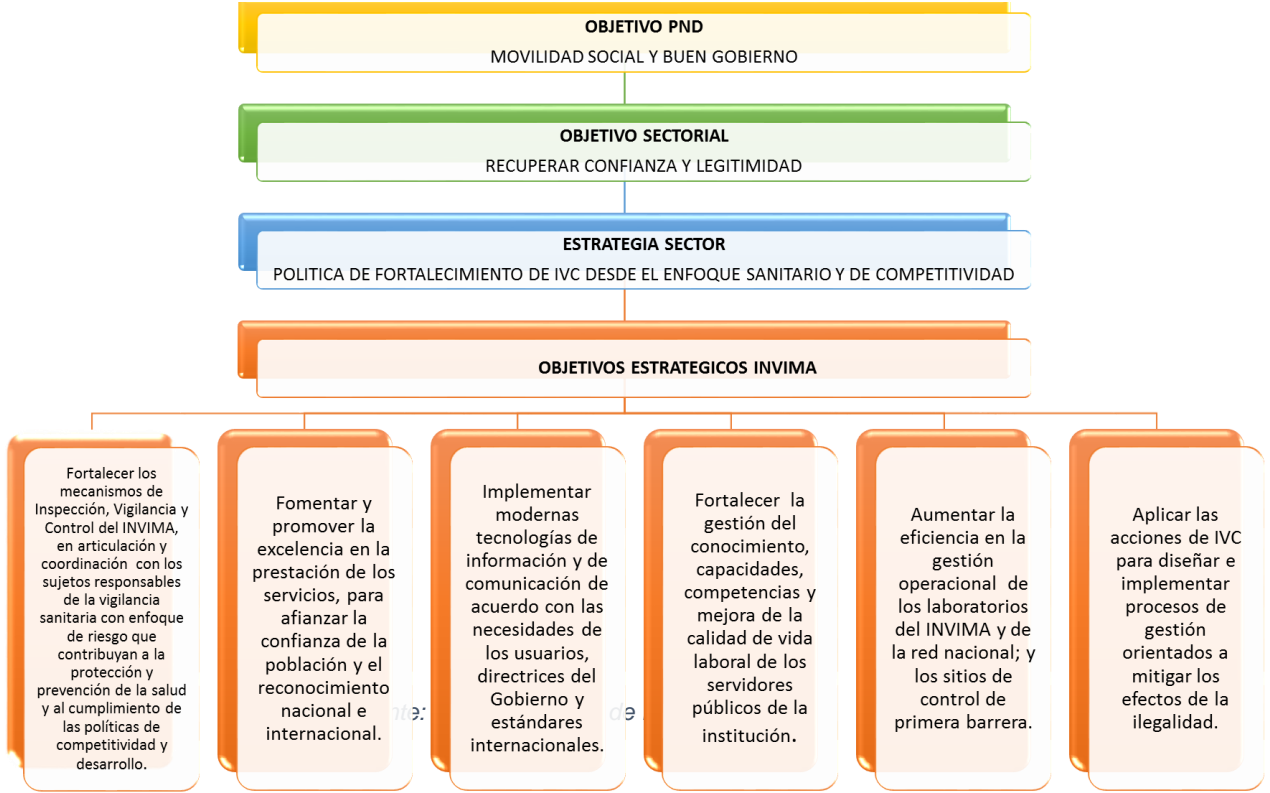 OBJETIVO PND
MOVILIDAD SOCIAL Y BUEN GOBIERNO
OBJETIVO SECTORIAL
RECUPERAR CONFIANZA Y LEGITIMIDAD
ESTRATEGIA SECTOR
POLITICA DE FORTALECIMIENTO DE IVC DESDE EL ENFOQUE SANITARIO Y DE COMPETITIVIDAD
OBJETIVOS ESTRATEGICOS INVIMA
Fortalecer los
mecanismos de
Inspección, Vigilancia y
Control del INVIMA,
en articulación y
coordinación con los
sujetos responsables
de la vigilancia
sanitaria con enfoque
de riesgo que
contribuyan a la
protección y
prevención de la salud
y al cumplimiento de
las políticas de
competitividad y
desarrollo.
Fomentar y
promover la
excelencia en la
prestación de los
servicios, para
afianzar la
confianza de la
población y el
reconocimiento
nacional e
internacional.
Implementar
modernas
tecnologías de
información y de
comunicación de
acuerdo con las
necesidades de
los usuarios,
directrices del
Gobierno y
estándares
internacionales.
Fortalecer la
gestión del
conocimiento,
capacidades,
competencias y
mejora de la
calidad de vida
laboral de los
servidores
públicos de la
institución.
Aumentar la
eficiencia en la
gestión
operacional de
los laboratorios
del INVIMA y de
la red nacional; y
los sitios de
control de
primera barrera.
Aplicar las
acciones de IVC
para diseñar e
implementar
procesos de
gestión
orientados a
mitigar los
efectos de la
ilegalidad.
de